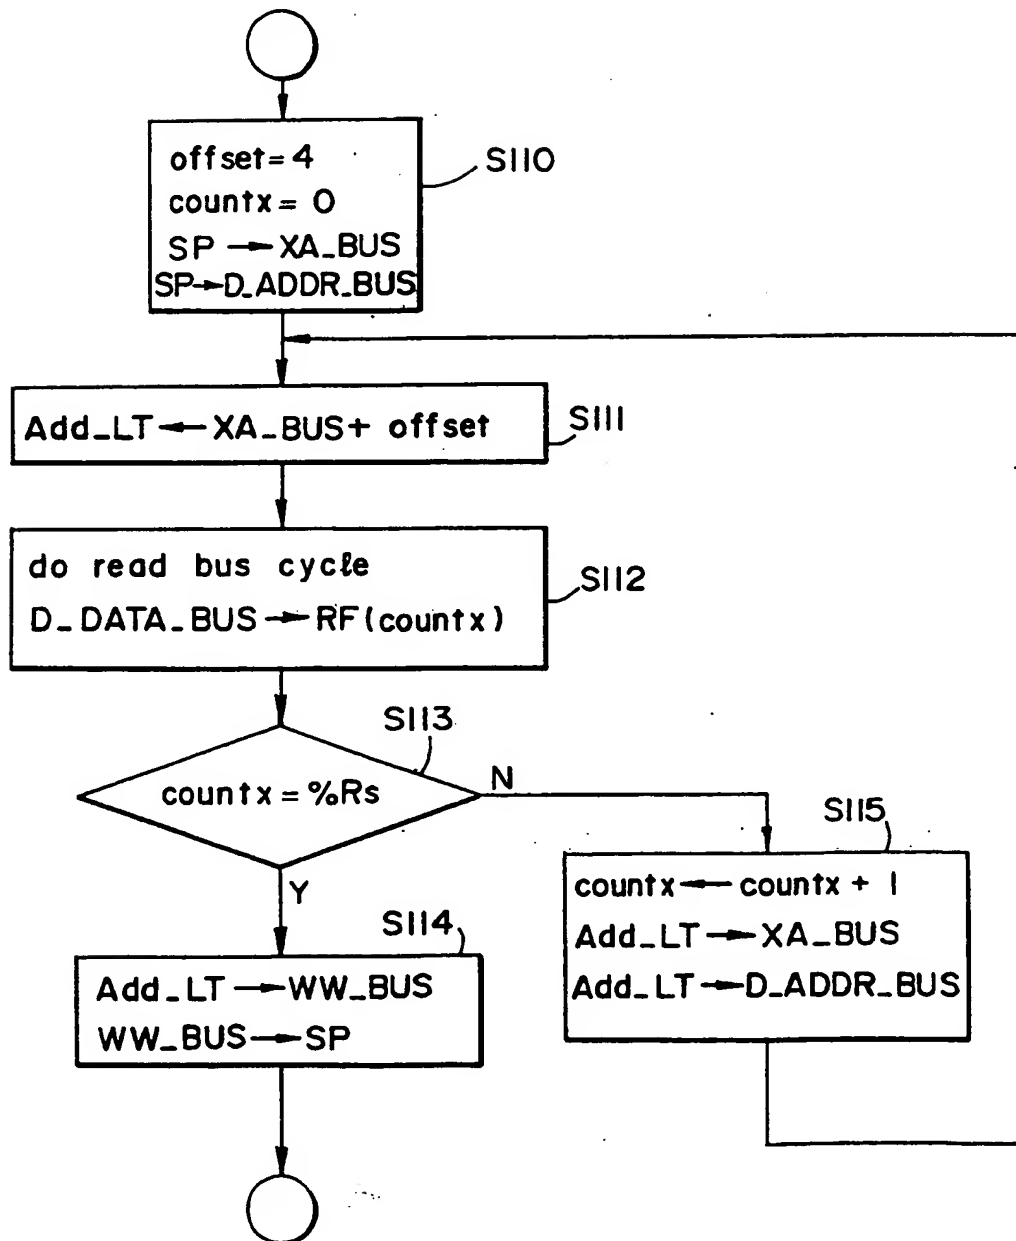 offset= 4
countx = 0
SP → XA_BUS
SP→D_ADDR_BUS
S110
Add_LT ← XA_BUS+ offset
S111
do read bus cycle
D_DATA_BUS → RF(countx)
S112
S113
countx = %Rs
N
Y
S115
countx ← countx + 1
Add_LT → XA_BUS
Add_LT → D_ADDR_BUS
S114
Add_LT → WW_BUS
WW_BUS → SP